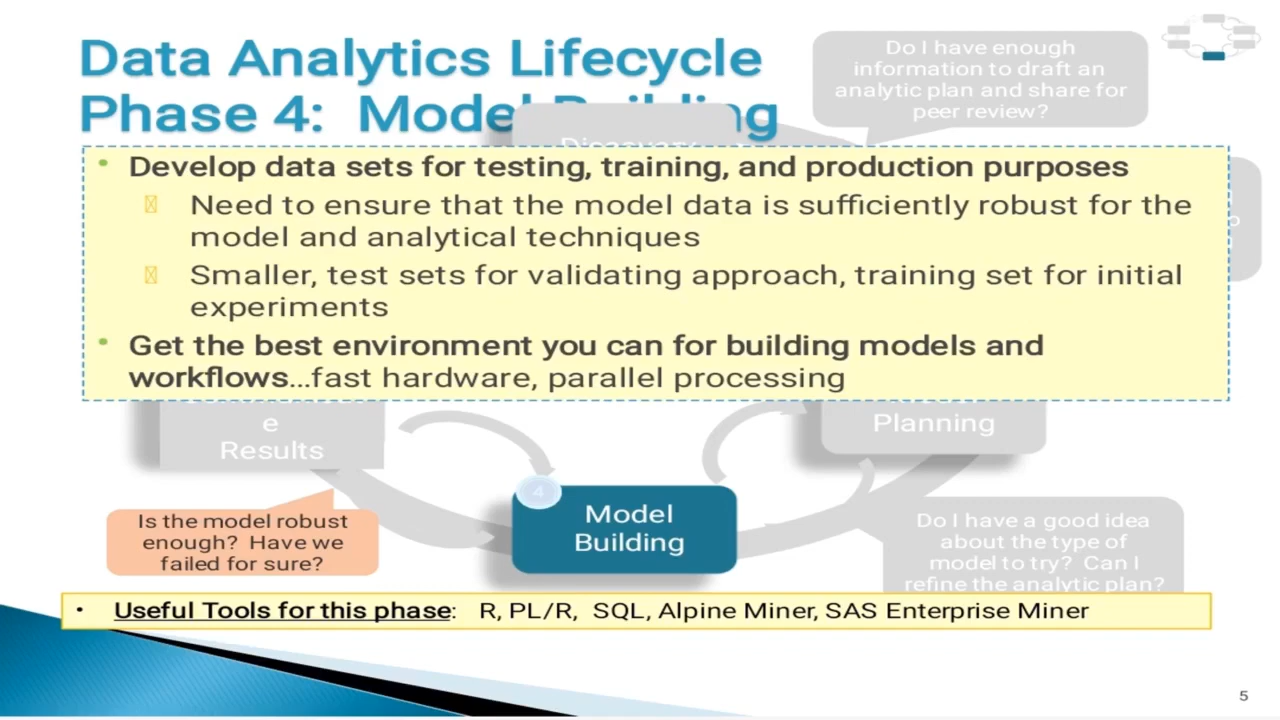 Data Analytics Lifecycle
Phase 4: Model Building
Do I have enough
information to draft an
analytic plan and share for
peer review?
Discovery
• Develop data sets for testing, training, and production purposes
Need to ensure that the model data is sufficiently robust for the
model and analytical techniques
Smaller, test sets for validating approach, training set for initial
experiments
• Get the best environment you can for building models and
workflows…fast hardware, parallel processing
e
Results
Planning
4
Model
Building
Is the model robust
enough? Have we
failed for sure?
Do I have a good idea
about the type of
model to try? Can I
refine the analytic plan?
• Useful Tools for this phase: R, PL/R, SQL, Alpine Miner, SAS Enterprise Miner
5